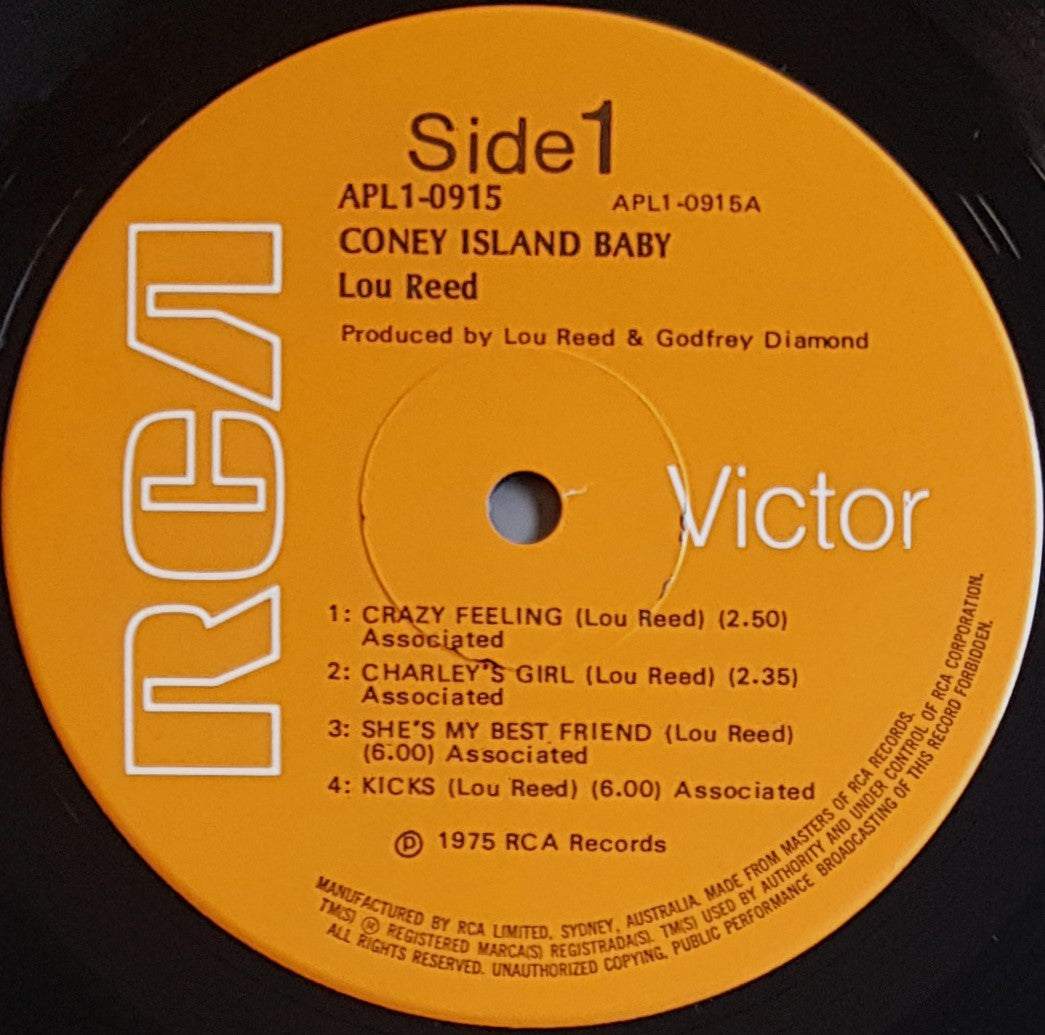 Side 1
APL1-0915 APL1-0915A
CONEY ISLAND BABY
Lou Reed
Produced by Lou Reed & Godfrey Diamond
RCA
Victor
1: CRAZY FEELING (Lou Reed) (2.50)
Associated
2: CHARLEY'S GIRL (Lou Reed) (2.35)
Associated
3: SHE'S MY BEST FRIEND (Lou Reed)
(6.00) Associated
4: KICKS (Lou Reed) (6.00) Associated
Ⓟ 1975 RCA Records
MANUFACTURED BY RCA LIMITED, SYDNEY, AUSTRALIA. MADE FROM MASTERS OF RCA RECORDS.
TM(S) ® REGISTERED MARCA(S) REGISTRADA(S). TM(S) USED BY AUTHORITY AND UNDER CONTROL OF RCA CORPORATION.
ALL RIGHTS RESERVED. UNAUTHORIZED COPYING, PUBLIC PERFORMANCE, BROADCASTING OF THIS RECORD FORBIDDEN.